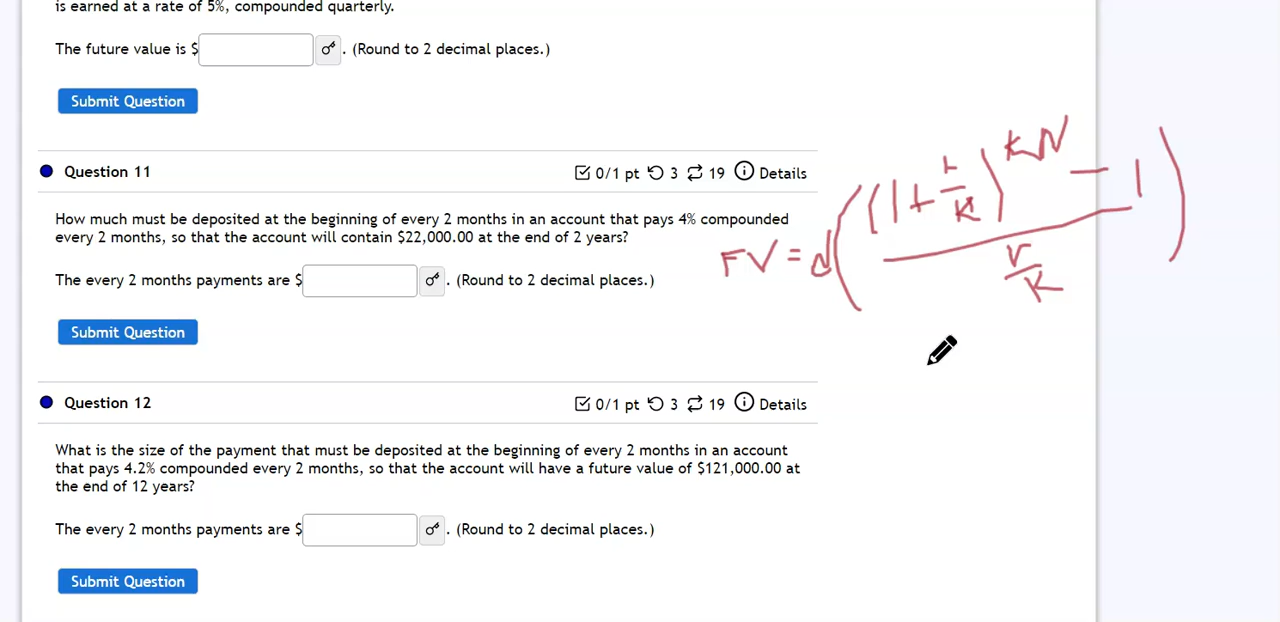 is earned at a rate of 5%, compounded quarterly.
The future value is $ . (Round to 2 decimal places.)
Submit Question
Question 11
0/1 pt 3 19 Details
How much must be deposited at the beginning of every 2 months in an account that pays 4% compounded
every 2 months, so that the account will contain $22,000.00 at the end of 2 years?
The every 2 months payments are $ . (Round to 2 decimal places.)
Submit Question
FV = d( ((1 + r/k)^kN - 1) / (r/k) )
Question 12
0/1 pt 3 19 Details
What is the size of the payment that must be deposited at the beginning of every 2 months in an account
that pays 4.2% compounded every 2 months, so that the account will have a future value of $121,000.00 at
the end of 12 years?
The every 2 months payments are $ . (Round to 2 decimal places.)
Submit Question